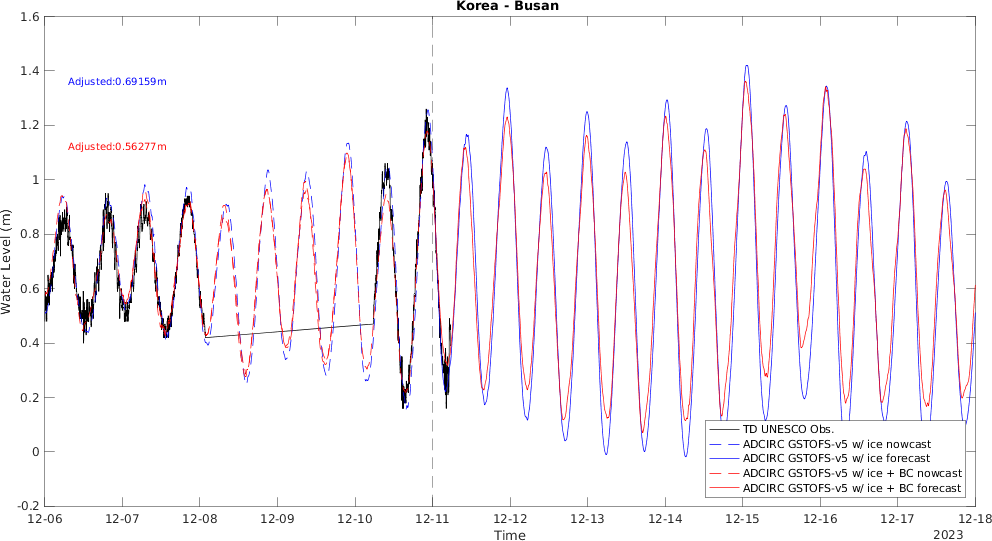 Korea - Busan
1.6
1.4
1.2
1
0.8
0.6
0.4
0.2
0
-0.2
Water Level (m)
Adjusted:0.69159m
Adjusted:0.56277m
TD UNESCO Obs.
ADCIRC GSTOFS-v5 w/ ice nowcast
ADCIRC GSTOFS-v5 w/ ice forecast
ADCIRC GSTOFS-v5 w/ ice + BC nowcast
ADCIRC GSTOFS-v5 w/ ice + BC forecast
12-06 12-07 12-08 12-09 12-10 12-11 12-12 12-13 12-14 12-15 12-16 12-17 12-18
Time
2023